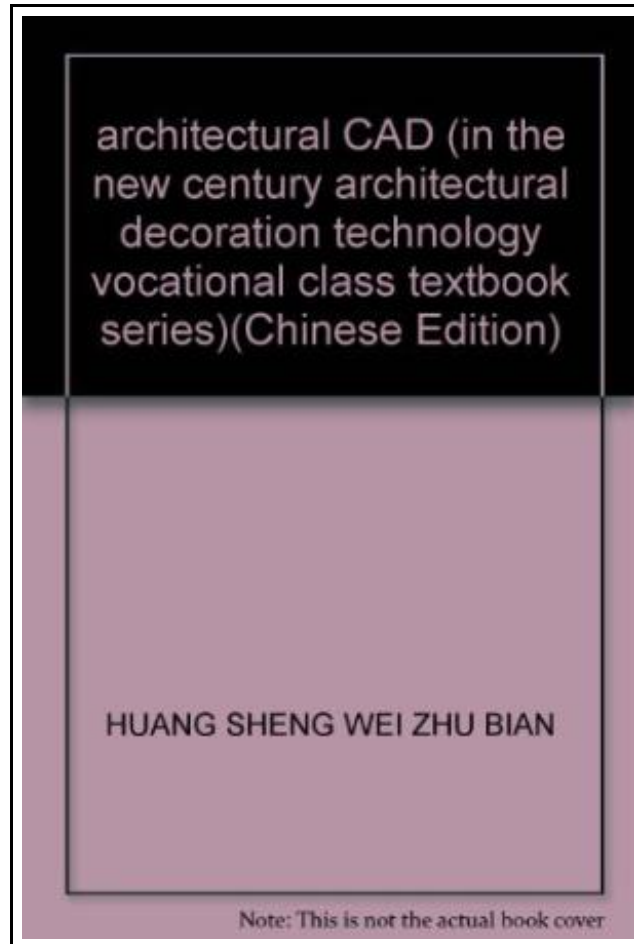 architectural CAD (in the
new century architectural
decoration technology
vocational class textbook
series)(Chinese Edition)
HUANG SHENG WEI ZHU BIAN
Note: This is not the actual book cover